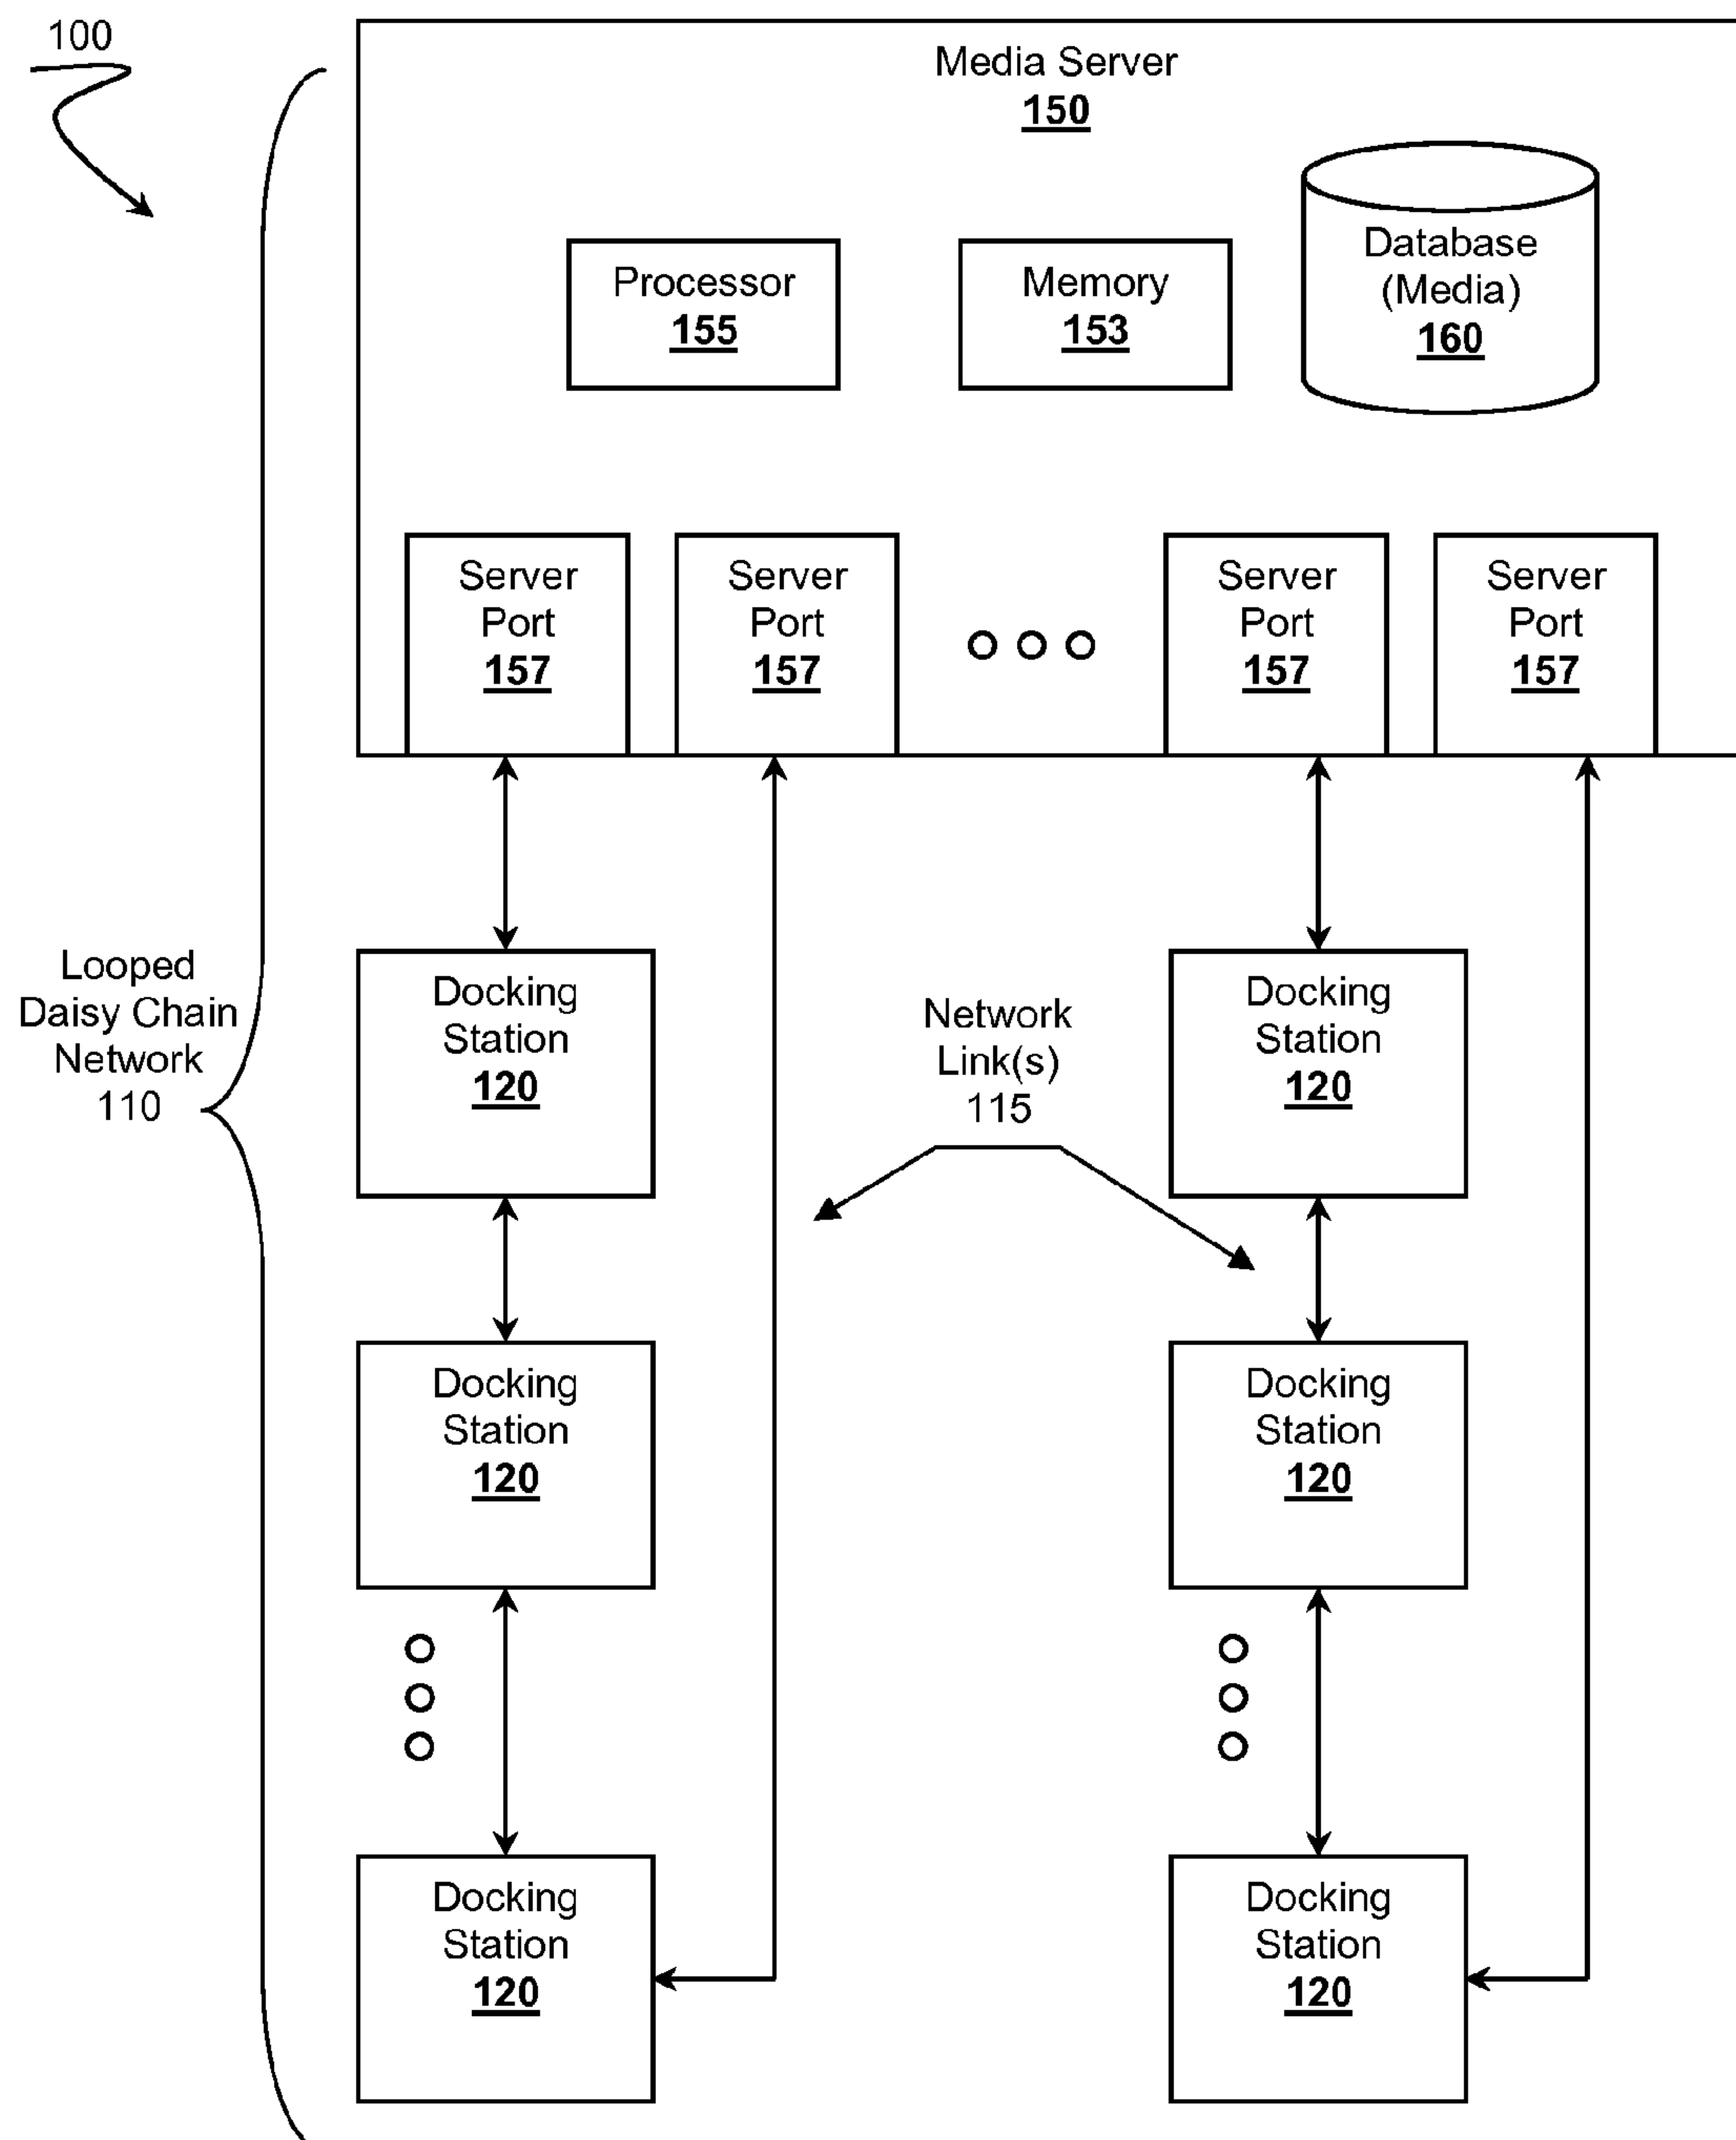 100
Media Server
150
Processor
155
Memory
153
Database
(Media)
160
Server
Port
157
Server
Port
157
Server
Port
157
Server
Port
157
Looped
Daisy Chain
Network
110
Docking
Station
120
Network
Link(s)
115
Docking
Station
120
Docking
Station
120
Docking
Station
120
Docking
Station
120
Docking
Station
120